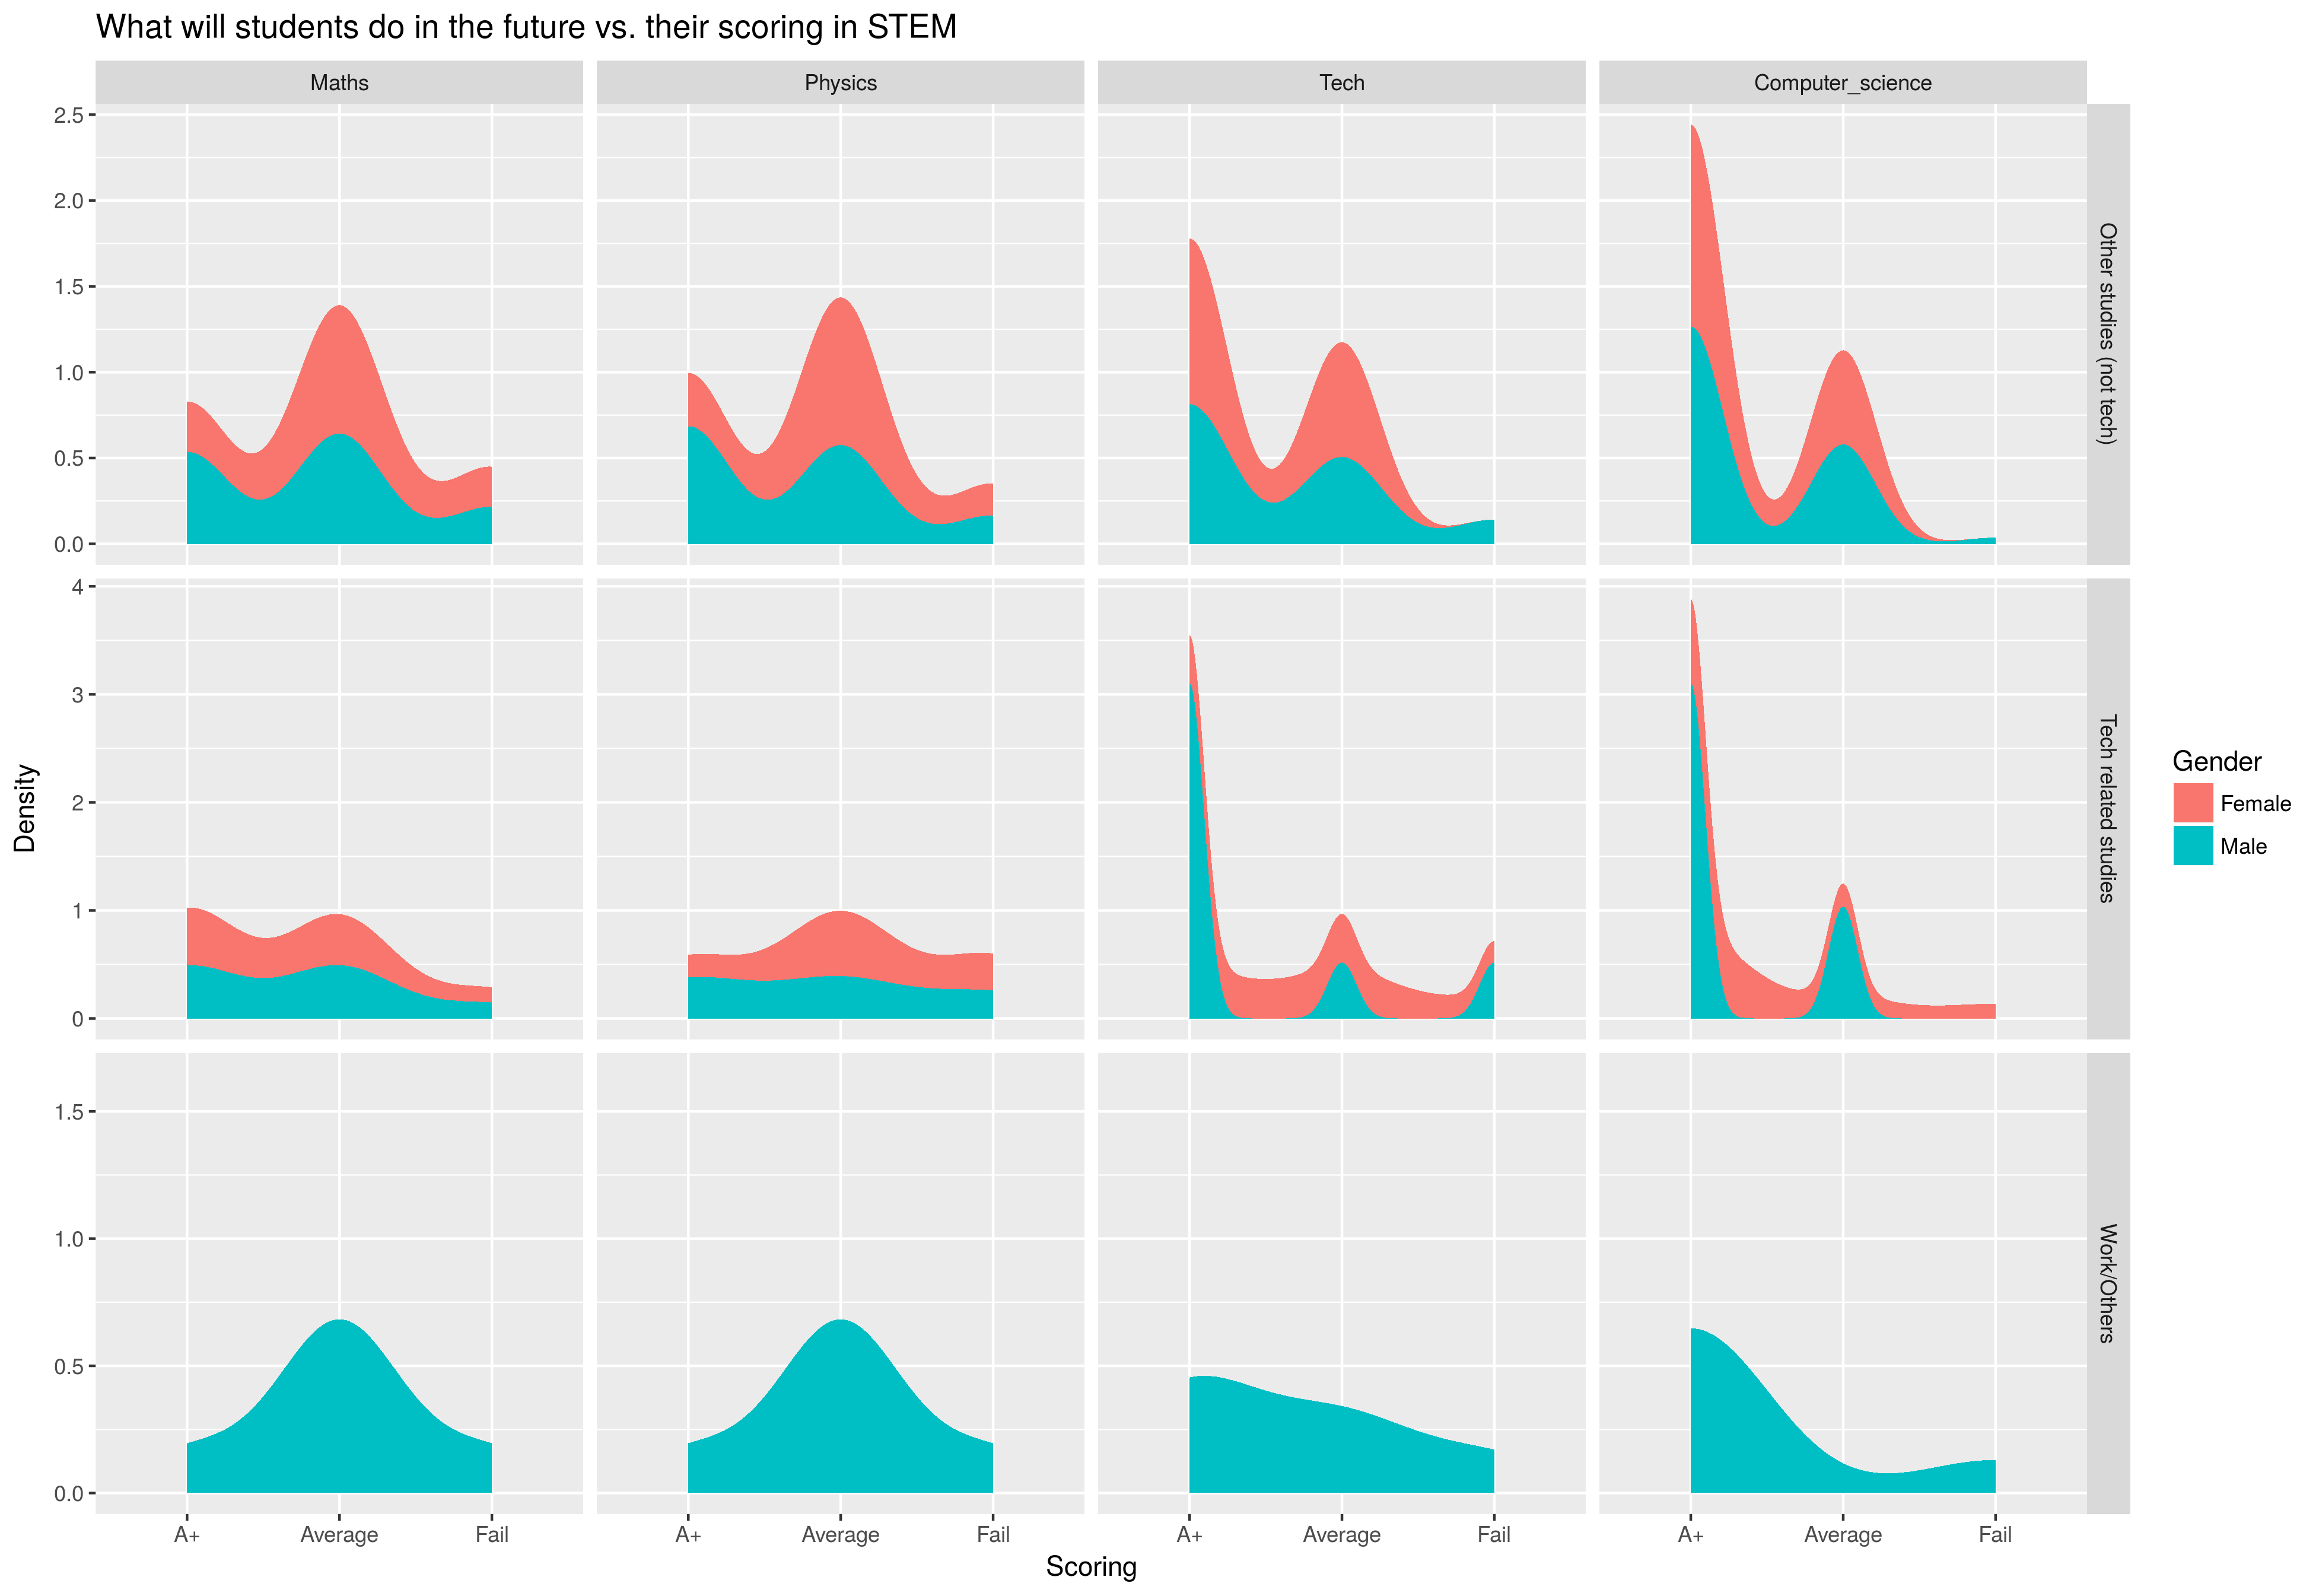 What will students do in the future vs. their scoring in STEM
Maths
Physics
Tech
Computer_science
2.5
2.0
1.5
1.0
0.5
0.0
Other studies (not tech)
4
3
2
1
0
Tech related studies
1.5
1.0
0.5
0.0
Work/Others
Density
A+ Average Fail
A+ Average Fail
A+ Average Fail
A+ Average Fail
Scoring
Gender
Female
Male